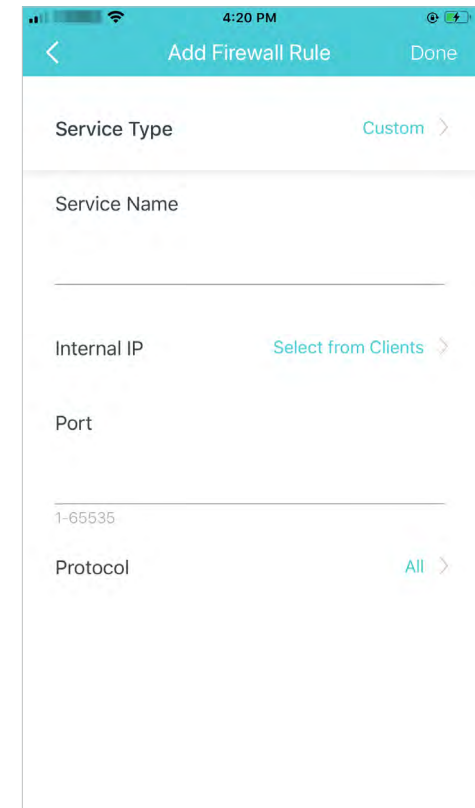 4:20 PM
Add Firewall Rule Done
Service Type Custom
Service Name
Internal IP Select from Clients
Port
1-65535
Protocol All